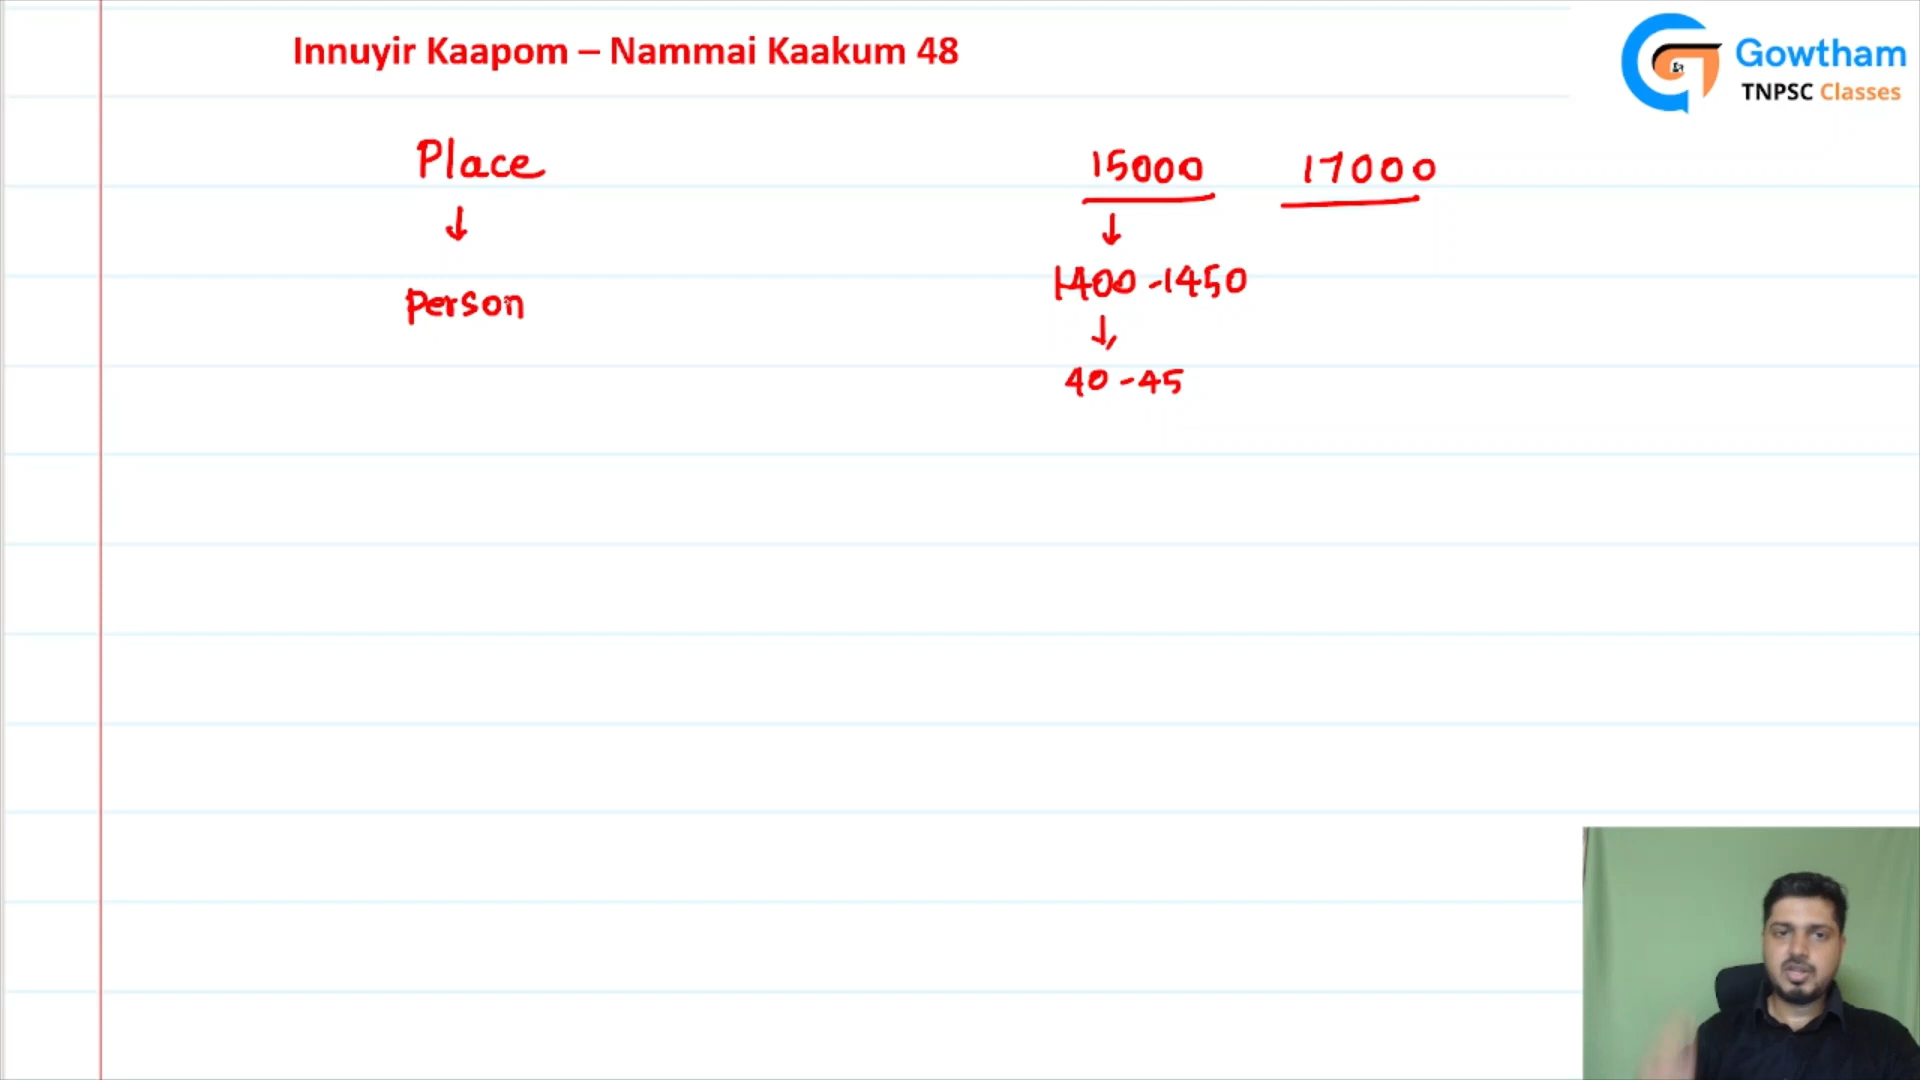 Innuyir Kaapom – Nammai Kaakum 48
Gowtham
TNPSC Classes
Place
↓
Person
15000 17000
↓
1400 - 1450
↓
40 - 45